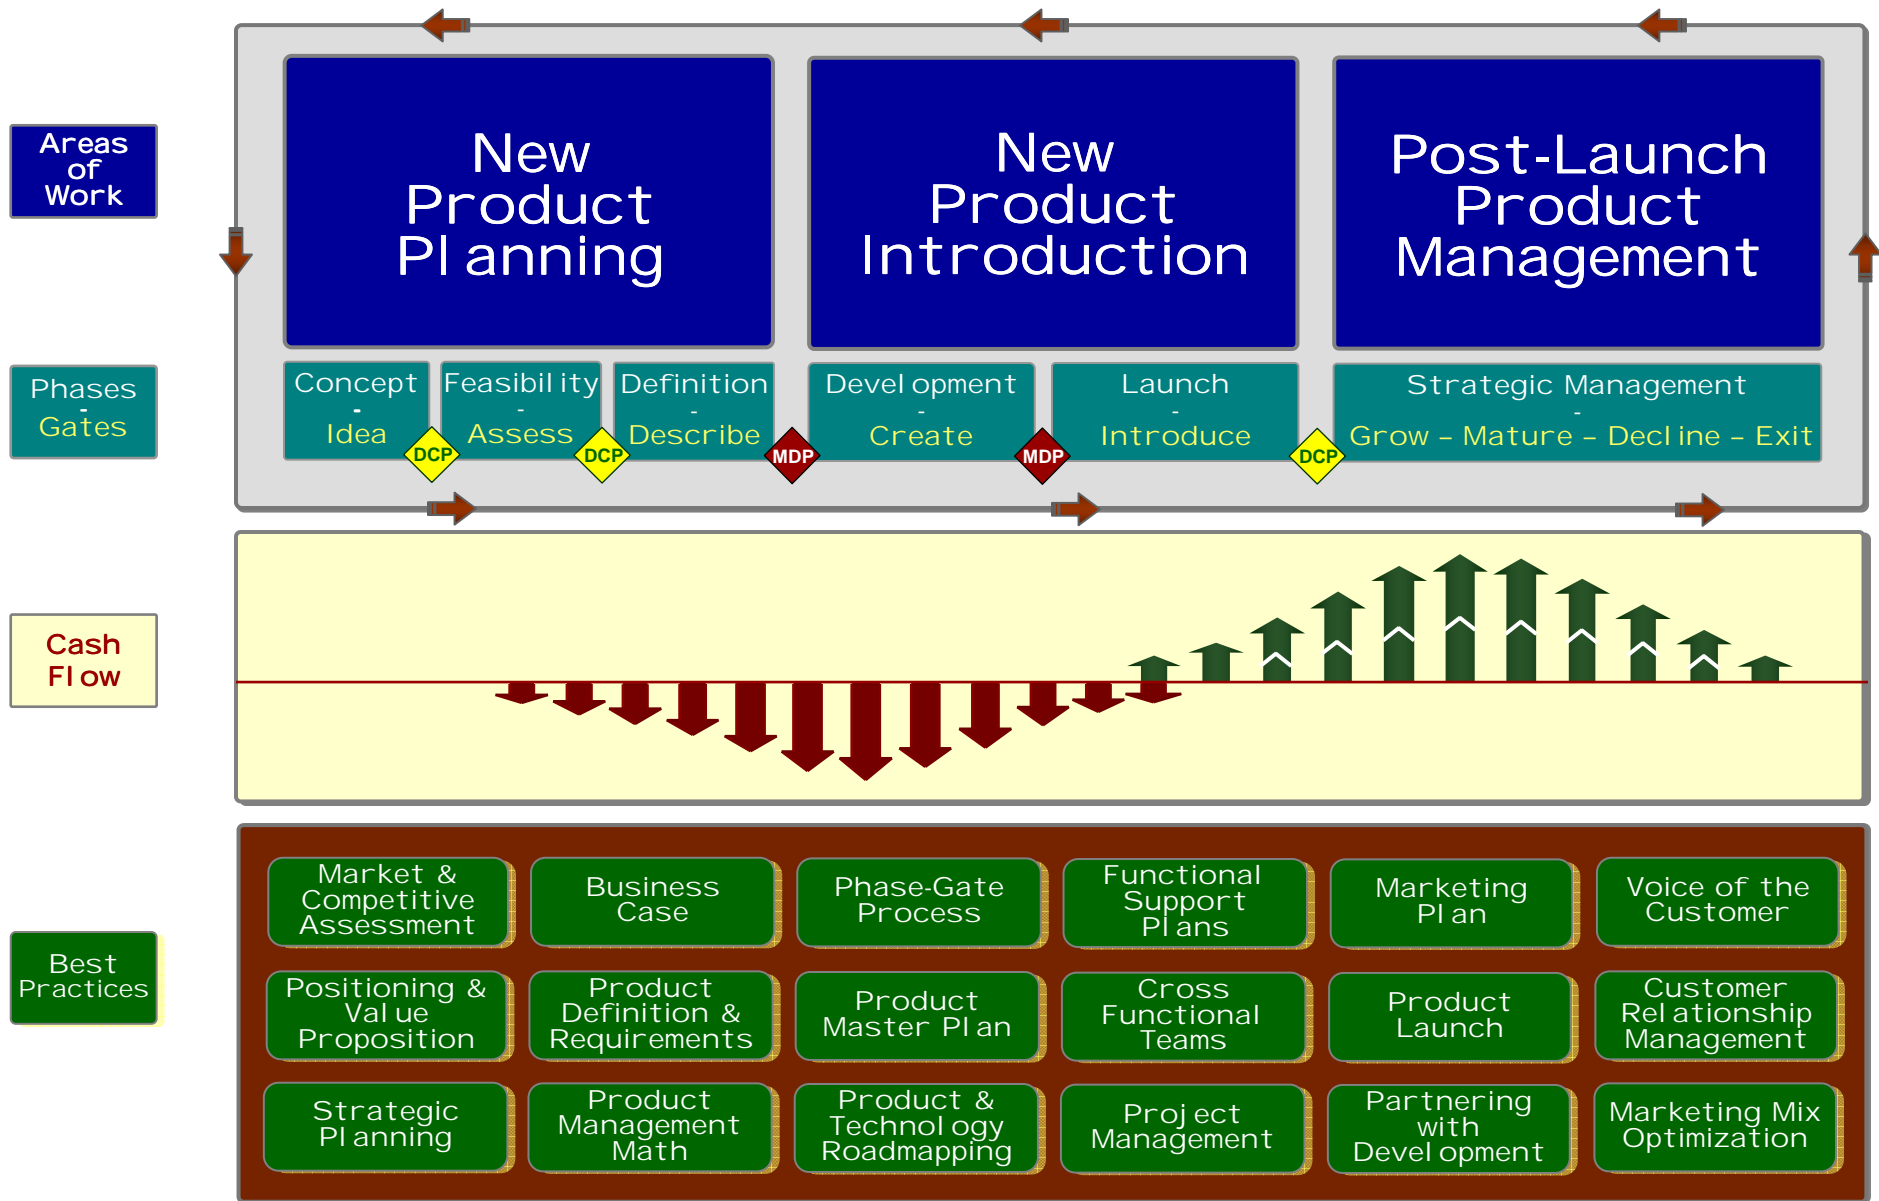 Areas
of
Work
New
Product
Planning
New
Product
Introduction
Post-Launch
Product
Management
Phases
-
Gates
Concept
-
Idea
Feasibility
-
Assess
Definition
-
Describe
Development
-
Create
Launch
-
Introduce
Strategic Management
-
Grow – Mature – Decline – Exit
DCP
DCP
MDP
MDP
DCP
Cash
Flow
Best
Practices
Market &
Competitive
Assessment
Business
Case
Phase-Gate
Process
Functional
Support
Plans
Marketing
Plan
Voice of the
Customer
Positioning &
Value
Proposition
Product
Definition &
Requirements
Product
Master Plan
Cross
Functional
Teams
Product
Launch
Customer
Relationship
Management
Strategic
Planning
Product
Management
Math
Product &
Technology
Roadmapping
Project
Management
Partnering
with
Development
Marketing Mix
Optimization